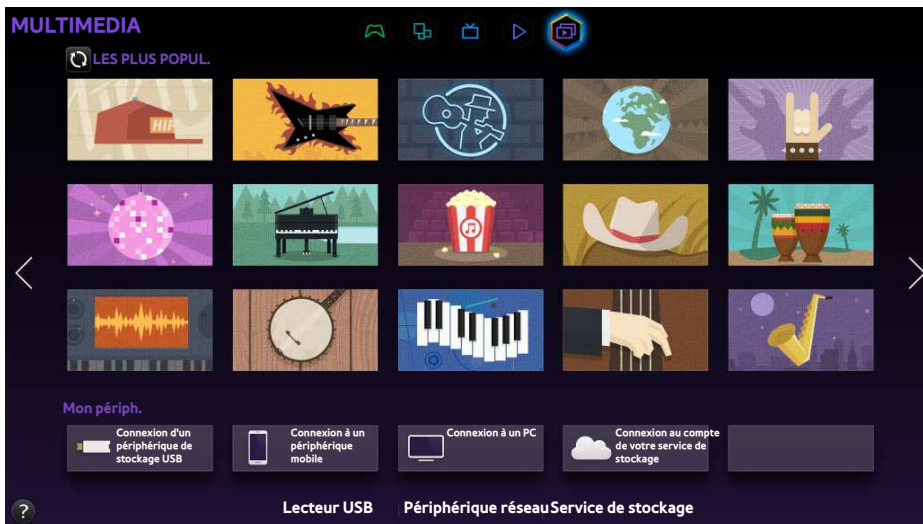 MULTIMEDIA
LES PLUS POPUL.
HIP
Mon périph.
Connexion d'un
périphérique de
stockage USB
Connexion à un
périphérique
mobile
Connexion à un PC
Connexion au compte
de votre service de
stockage
?
Lecteur USB
Périphérique réseau
Service de stockage